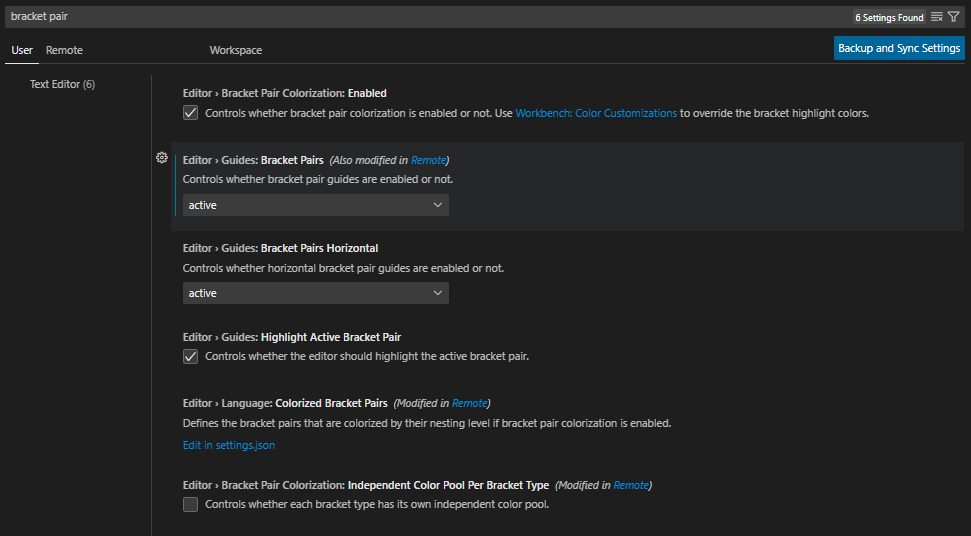 bracket pair
6 Settings Found
User
Remote
Workspace
Backup and Sync Settings
Text Editor (6)
Editor › Bracket Pair Colorization: Enabled
Controls whether bracket pair colorization is enabled or not. Use Workbench: Color Customizations to override the bracket highlight colors.
Editor › Guides: Bracket Pairs (Also modified in Remote)
Controls whether bracket pair guides are enabled or not.
active
Editor › Guides: Bracket Pairs Horizontal
Controls whether horizontal bracket pair guides are enabled or not.
active
Editor › Guides: Highlight Active Bracket Pair
Controls whether the editor should highlight the active bracket pair.
Editor › Language: Colorized Bracket Pairs (Modified in Remote)
Defines the bracket pairs that are colorized by their nesting level if bracket pair colorization is enabled.
Edit in settings.json
Editor › Bracket Pair Colorization: Independent Color Pool Per Bracket Type (Modified in Remote)
Controls whether each bracket type has its own independent color pool.